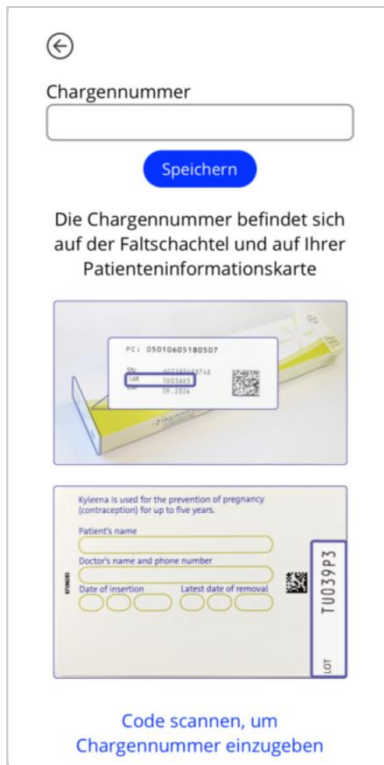 Chargennummer
Speichern
Die Chargennummer befindet sich
auf der Faltschachtel und auf Ihrer
Patienteninformationskarte
PC: 05010605180507
SN:
Lot
09.2024
Kyleena is used for the prevention of pregnancy
(contraception) for up to five years.
Patient's name
Doctor's name and phone number
Date of insertion Latest date of removal
LOT TU039P3
Code scannen, um
Chargennummer einzugeben